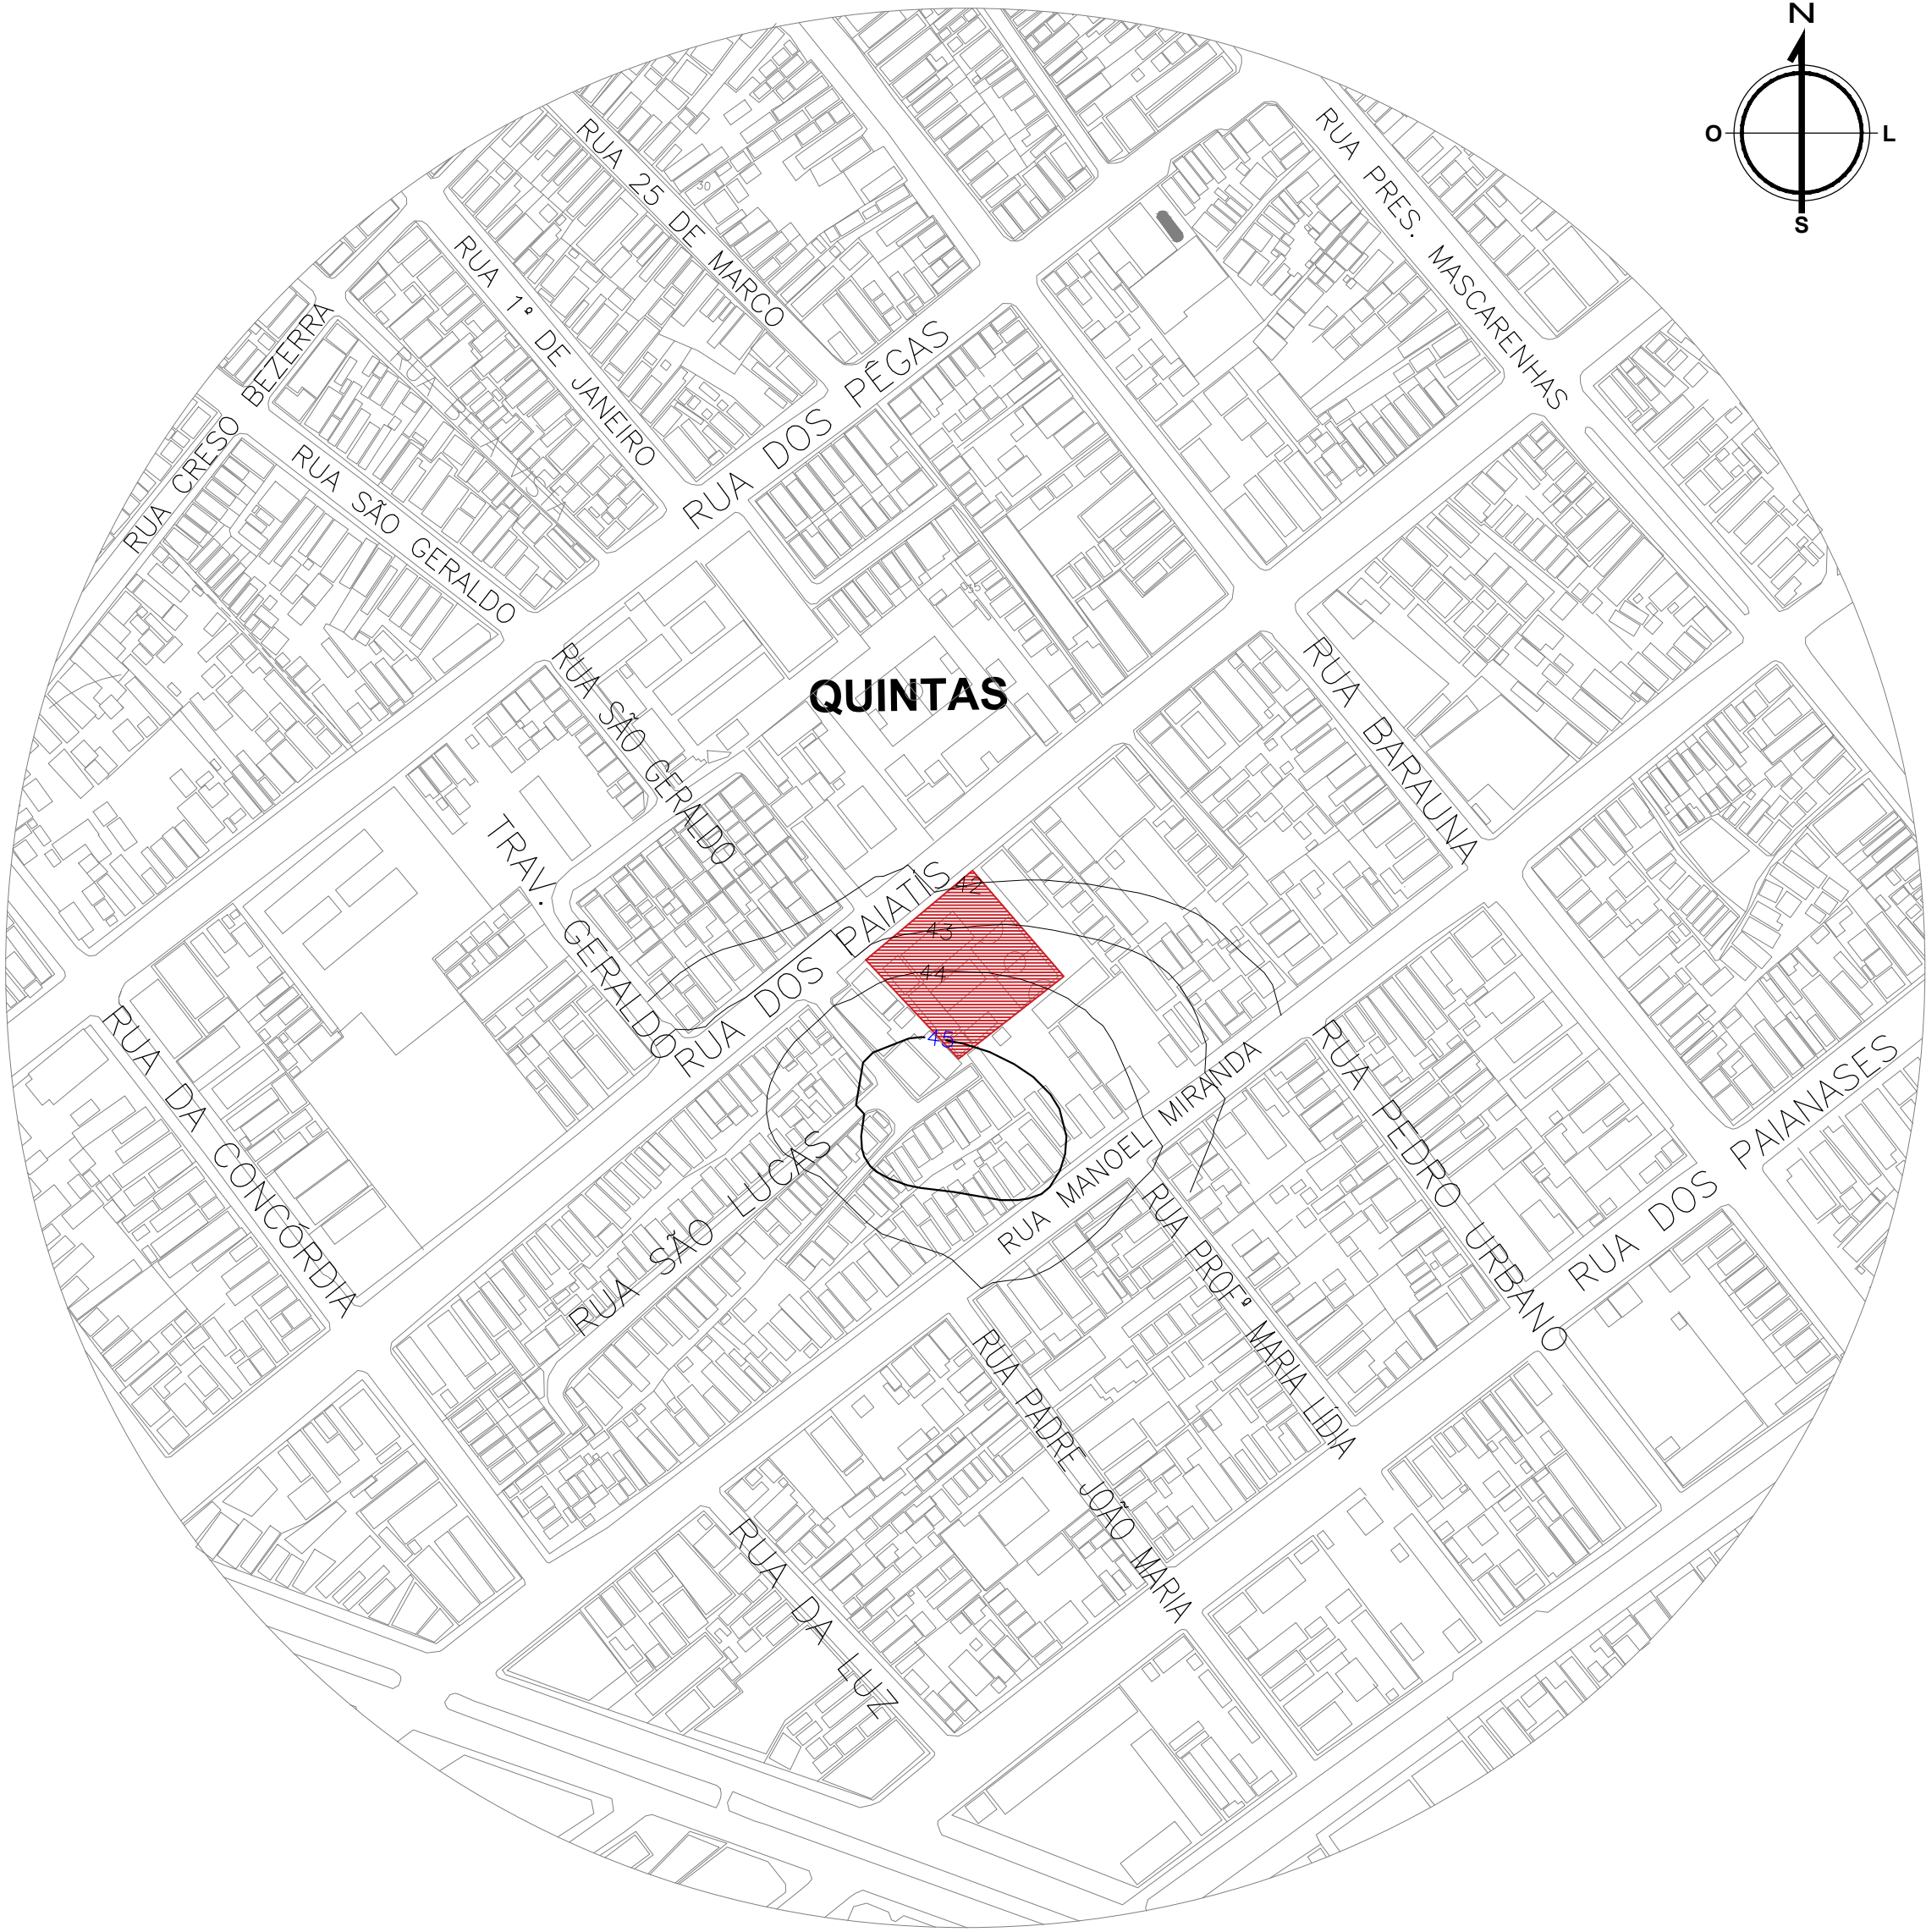 N
O
L
S
RUA 25 DE MARCO
30
RUA PRES. MASCARENHAS
RUA 1º DE JANEIRO
RUA CRESO BEZERRA
RUA DOS PÊGAS
RUA SÃO GERALDO
35
RUA SÃO GERALDO
QUINTAS
RUA BARAUNA
TRAV. GERALDO
RUA DOS PAIATIS
42
43
44
45
RUA DA CONCÓRDIA
RUA SÃO LUCAS
RUA MANOEL MIRANDA
RUA PEDRO URBANO
RUA DOS PAIANASES
RUA PROFª MARIA LÍDIA
RUA PADRE JOÃO MARIA
RUA DA LUZ